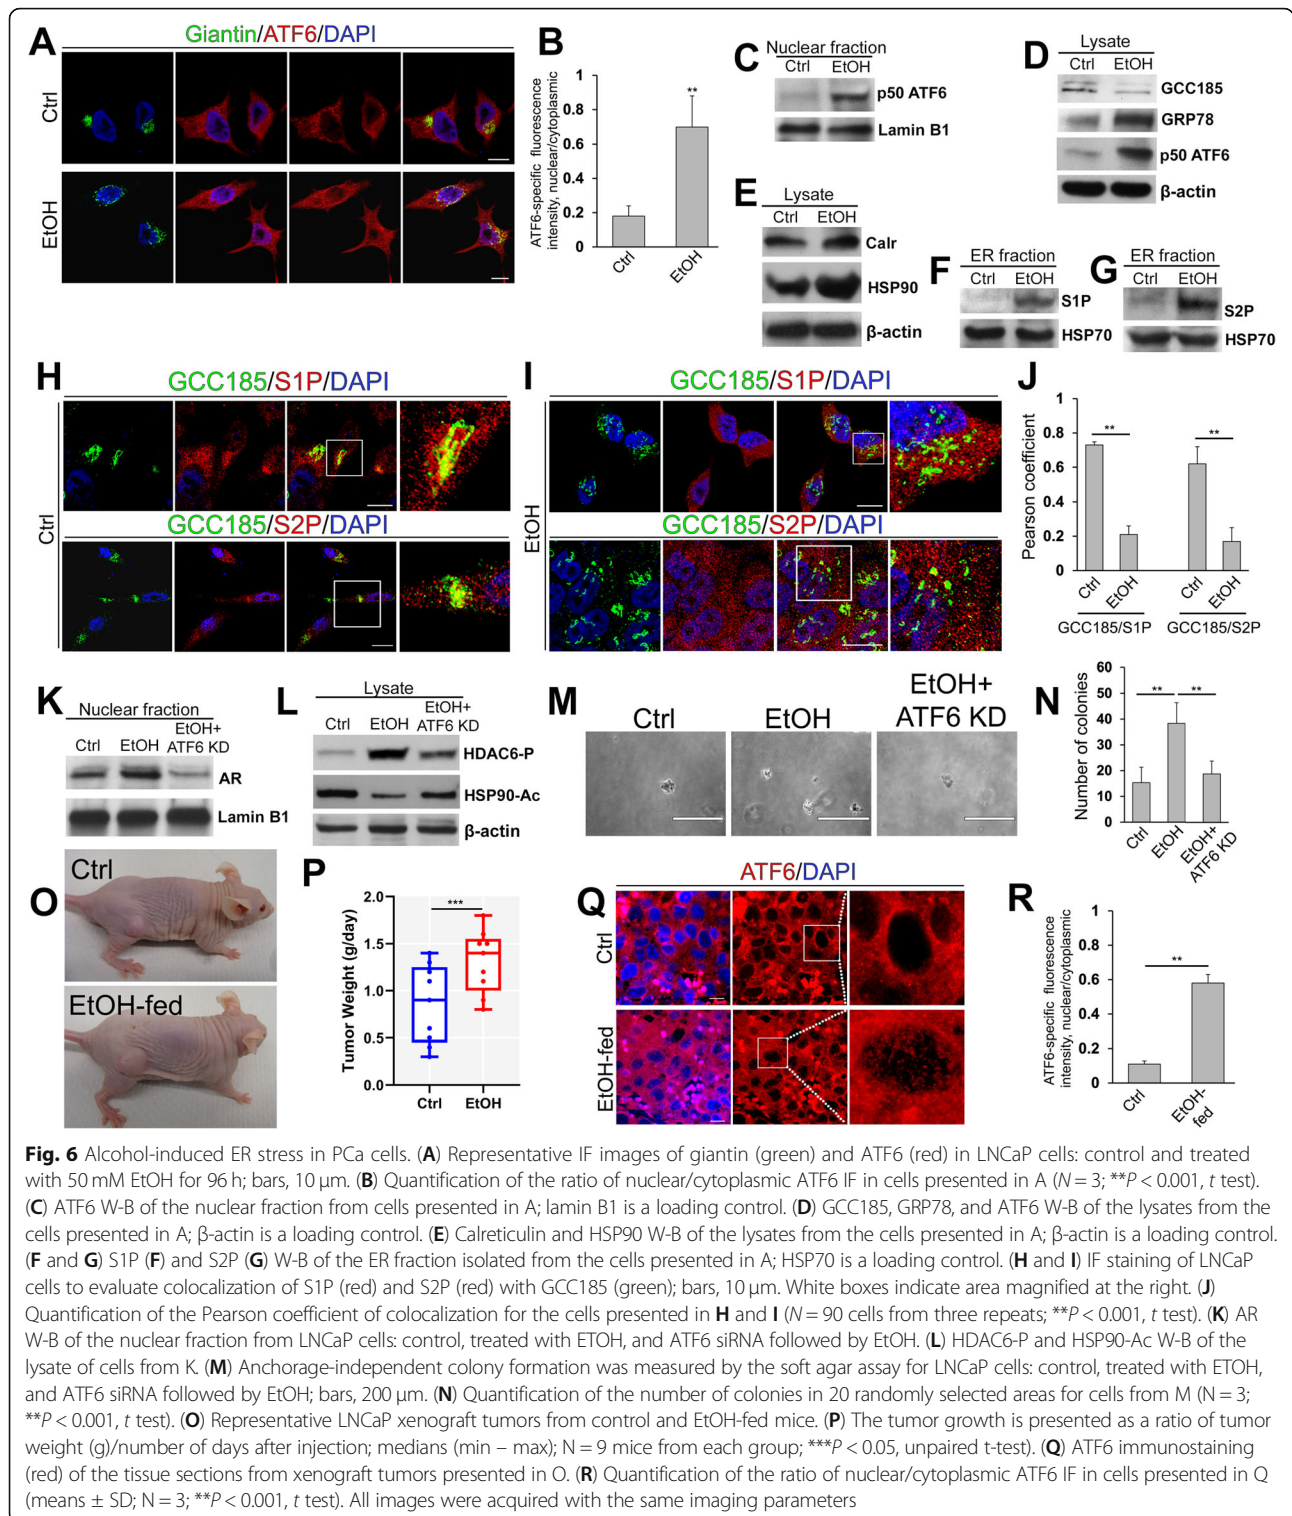 A
Giantin/ATF6/DAPI
Ctrl
EtOH
B
ATF6-specific fluorescence
intensity, nuclear/cytoplasmic
1
0.8
0.6
0.4
0.2
0
**
Ctrl
EtOH
C
Nuclear fraction
Ctrl EtOH
p50 ATF6
Lamin B1
D
Lysate
Ctrl EtOH
GCC185
GRP78
p50 ATF6
β-actin
E
Lysate
Ctrl EtOH
Calr
HSP90
β-actin
F
ER fraction
Ctrl EtOH
S1P
HSP70
G
ER fraction
Ctrl EtOH
S2P
HSP70
H
GCC185/S1P/DAPI
Ctrl
GCC185/S2P/DAPI
I
GCC185/S1P/DAPI
EtOH
GCC185/S2P/DAPI
J
Pearson coefficient
1
0.8
0.6
0.4
0.2
0
**
**
Ctrl
EtOH
Ctrl
EtOH
GCC185/S1P
GCC185/S2P
K
Nuclear fraction
Ctrl EtOH EtOH+
ATF6 KD
AR
Lamin B1
L
Lysate
Ctrl EtOH EtOH+
ATF6 KD
HDAC6-P
HSP90-Ac
β-actin
M
Ctrl
EtOH
EtOH+
ATF6 KD
N
Number of colonies
60
50
40
30
20
10
0
** **
Ctrl
EtOH
EtOH+
ATF6 KD
O
Ctrl
EtOH-fed
P
Tumor Weight (g/day)
2.0
1.5
1.0
0.5
0.0
***
Ctrl
EtOH
Q
ATF6/DAPI
Ctrl
EtOH-fed
R
ATF6-specific fluorescence
intensity, nuclear/cytoplasmic
1
0.8
0.6
0.4
0.2
0
**
Ctrl
EtOH-
fed
Fig. 6 Alcohol-induced ER stress in PCa cells. (A) Representative IF images of giantin (green) and ATF6 (red) in LNCaP cells: control and treated
with 50 mM EtOH for 96 h; bars, 10 μm. (B) Quantification of the ratio of nuclear/cytoplasmic ATF6 IF in cells presented in A (N = 3; **P < 0.001, t test).
(C) ATF6 W-B of the nuclear fraction from cells presented in A; lamin B1 is a loading control. (D) GCC185, GRP78, and ATF6 W-B of the lysates from the
cells presented in A; β-actin is a loading control. (E) Calreticulin and HSP90 W-B of the lysates from the cells presented in A; β-actin is a loading control.
(F and G) S1P (F) and S2P (G) W-B of the ER fraction isolated from the cells presented in A; HSP70 is a loading control. (H and I) IF staining of LNCaP
cells to evaluate colocalization of S1P (red) and S2P (red) with GCC185 (green); bars, 10 μm. White boxes indicate area magnified at the right. (J)
Quantification of the Pearson coefficient of colocalization for the cells presented in H and I (N = 90 cells from three repeats; **P < 0.001, t test). (K) AR
W-B of the nuclear fraction from LNCaP cells: control, treated with ETOH, and ATF6 siRNA followed by EtOH. (L) HDAC6-P and HSP90-Ac W-B of the
lysate of cells from K. (M) Anchorage-independent colony formation was measured by the soft agar assay for LNCaP cells: control, treated with ETOH,
and ATF6 siRNA followed by EtOH; bars, 200 μm. (N) Quantification of the number of colonies in 20 randomly selected areas for cells from M (N = 3;
**P < 0.001, t test). (O) Representative LNCaP xenograft tumors from control and EtOH-fed mice. (P) The tumor growth is presented as a ratio of tumor
weight (g)/number of days after injection; medians (min – max); N = 9 mice from each group; ***P < 0.05, unpaired t-test). (Q) ATF6 immunostaining
(red) of the tissue sections from xenograft tumors presented in O. (R) Quantification of the ratio of nuclear/cytoplasmic ATF6 IF in cells presented in Q
(means ± SD; N = 3; **P < 0.001, t test). All images were acquired with the same imaging parameters